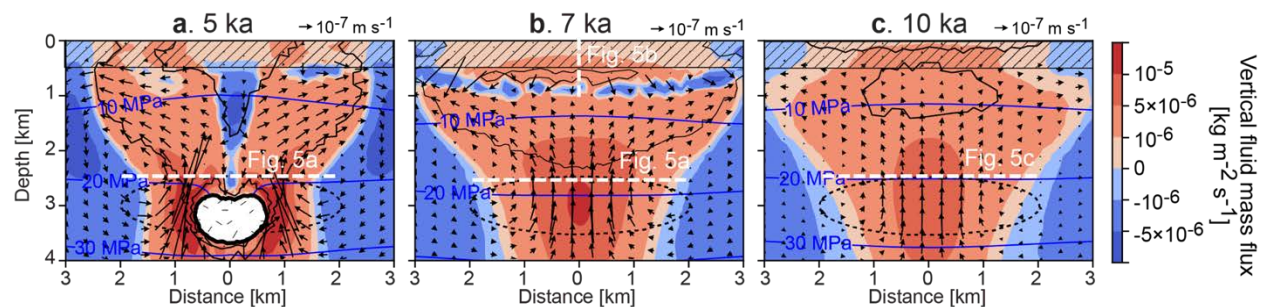 a. 5 ka
→ 10⁻⁷ m s⁻¹
b. 7 ka
→ 10⁻⁷ m s⁻¹
c. 10 ka
→ 10⁻⁷ m s⁻¹
Depth [km]
0
1
2
3
4
10 MPa
20 MPa
30 MPa
Fig. 5a
3 2 1 0 1 2 3
Distance [km]
Fig. 5b
10 MPa
20 MPa
Fig. 5a
3 2 1 0 1 2 3
Distance [km]
10 MPa
20 MPa
30 MPa
Fig. 5c
3 2 1 0 1 2 3
Distance [km]
10⁻⁵
5×10⁻⁶
10⁻⁶
0
-10⁻⁶
-5×10⁻⁶
Vertical fluid mass flux
[kg m⁻² s⁻¹]